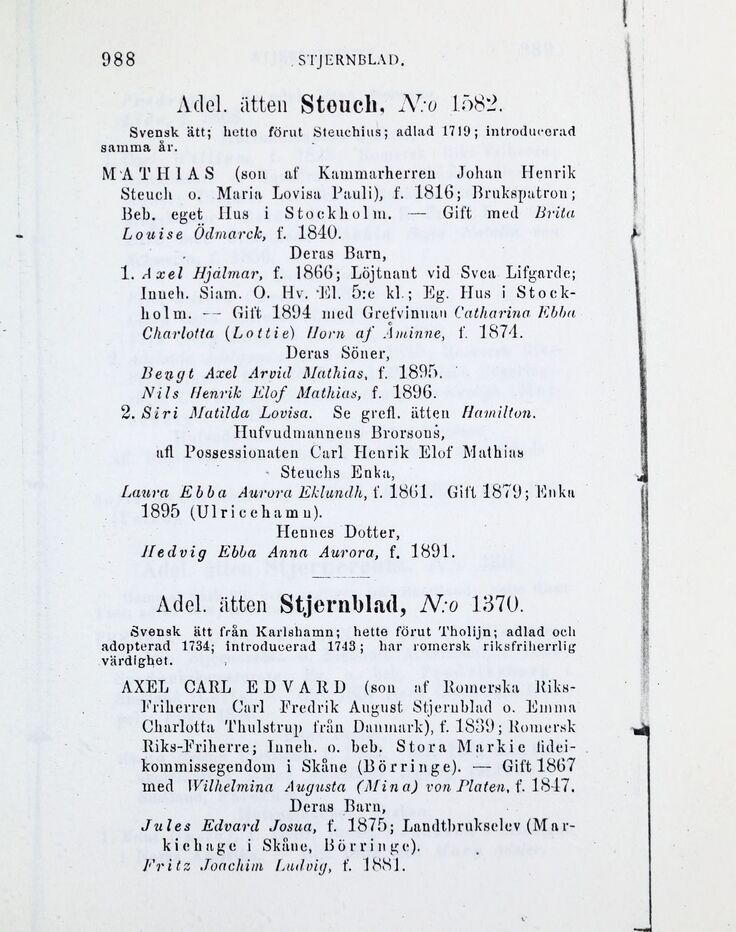 988 STJERNBLAD.
Adel. ätten Steuch, N:o 1582.
Svensk ätt; hette förut Steuchius; adlad 1719; introducerad
samma år.
MATHIAS (son af Kammarherren Johan Henrik
Steuch o. Maria Lovisa Pauli), f. 1816; Brukspatron;
Beb. eget Hus i Stockholm. — Gift med Brita
Louise Ödmarck, f. 1840.
Deras Barn,
1. Axel Hjalmar, f. 1866; Löjtnant vid Svea Lifgarde;
Inneh. Siam. O. Hv. El. 5:e kl.; Eg. Hus i Stock-
holm. — Gift 1894 med Grefvinnan Catharina Ebba
Charlotta (Lottie) Horn af Åminne, f. 1874.
Deras Söner,
Bengt Axel Arvid Mathias, f. 1895.
Nils Henrik Elof Mathias, f. 1896.
2. Siri Matilda Lovisa. Se grefl. ätten Hamilton.
Hufvudmannens Brorsons,
afl Possessionaten Carl Henrik Elof Mathias
Steuchs Enka,
Laura Ebba Aurora Eklundh, f. 1861. Gift 1879; Enka
1895 (Ulricehamn).
Hennes Dotter,
Hedvig Ebba Anna Aurora, f. 1891.
Adel. ätten Stjernblad, N:o 1370.
Svensk ätt från Karlshamn; hette förut Tholijn; adlad och
adopterad 1734; introducerad 1743; har romersk riksfriherrlig
värdighet.
AXEL CARL EDVARD (son af Romerska Riks-
Friherren Carl Fredrik August Stjernblad o. Emma
Charlotta Thulstrup från Danmark), f. 1839; Romersk
Riks-Friherre; Inneh. o. beb. Stora Markie fidei-
kommissegendom i Skåne (Börringe). — Gift 1867
med Wilhelmina Augusta (Mina) von Platen, f. 1847.
Deras Barn,
Jules Edvard Josua, f. 1875; Landtbrukselev (Mar-
kiehage i Skåne, Börringe).
Fritz Joachim Ludvig, f. 1881.